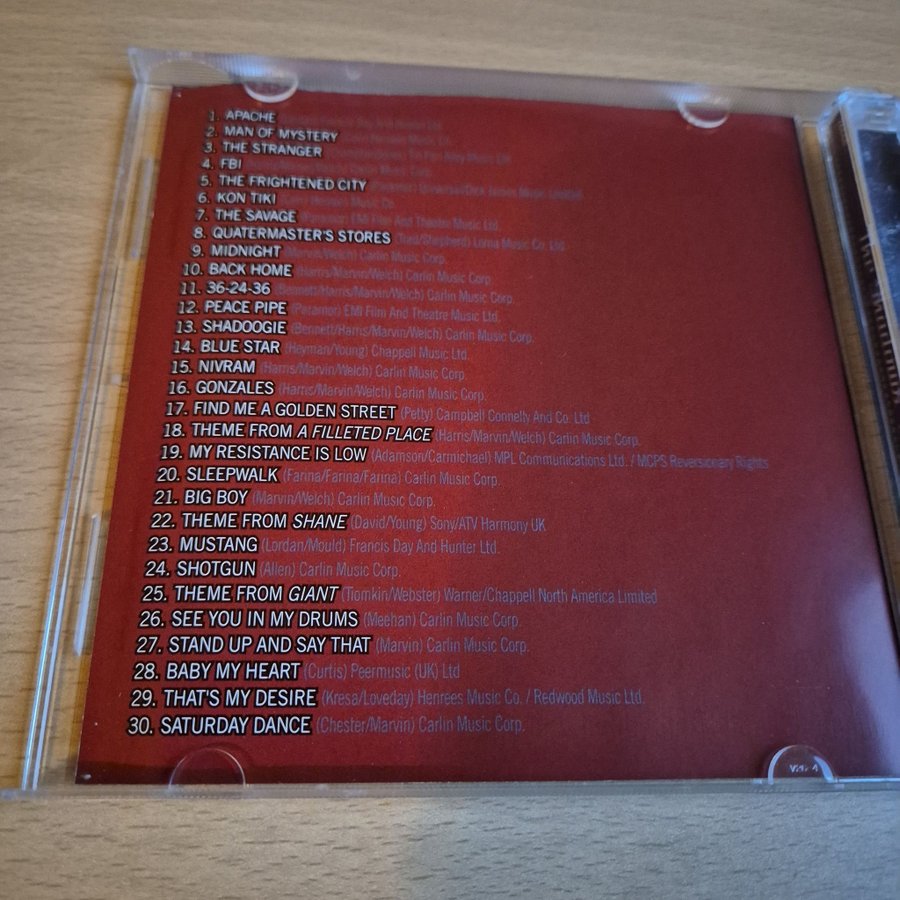 1. APACHE
2. MAN OF MYSTERY
3. THE STRANGER
4. FBI
5. THE FRIGHTENED CITY
6. KON TIKI
7. THE SAVAGE (Paramor) EMI Film And Theatre Music Ltd.
8. QUATERMASTER'S STORES (Trad/Shepherd) Lorna Music Co. Ltd.
9. MIDNIGHT (Marvin/Welch) Carlin Music Corp.
10. BACK HOME (Harris/Marvin/Welch) Carlin Music Corp.
11. 36-24-36 (Bennett/Harris/Marvin/Welch) Carlin Music Corp.
12. PEACE PIPE (Paramor) EMI Film And Theatre Music Ltd.
13. SHADOOGIE (Bennett/Harris/Marvin/Welch) Carlin Music Corp.
14. BLUE STAR (Heyman/Young) Chappell Music Ltd.
15. NIVRAM (Harris/Marvin/Welch) Carlin Music Corp.
16. GONZALES (Harris/Marvin/Welch) Carlin Music Corp.
17. FIND ME A GOLDEN STREET (Petty) Campbell Connelly And Co. Ltd
18. THEME FROM A FILLETED PLACE (Harris/Marvin/Welch) Carlin Music Corp.
19. MY RESISTANCE IS LOW (Adamson/Carmichael) MPL Communications Ltd. / MCPS Reversionary Rights
20. SLEEPWALK (Farina/Farina/Farina) Carlin Music Corp.
21. BIG BOY (Marvin/Welch) Carlin Music Corp.
22. THEME FROM SHANE (David/Young) Sony/ATV Harmony UK
23. MUSTANG (Lordan/Mould) Francis Day And Hunter Ltd.
24. SHOTGUN (Allen) Carlin Music Corp.
25. THEME FROM GIANT (Tiomkin/Webster) Warner/Chappell North America Limited
26. SEE YOU IN MY DRUMS (Meehan) Carlin Music Corp.
27. STAND UP AND SAY THAT (Marvin) Carlin Music Corp.
28. BABY MY HEART (Curtis) Peermusic (UK) Ltd
29. THAT'S MY DESIRE (Kresa/Loveday) Henrees Music Co. / Redwood Music Ltd.
30. SATURDAY DANCE (Chester/Marvin) Carlin Music Corp.